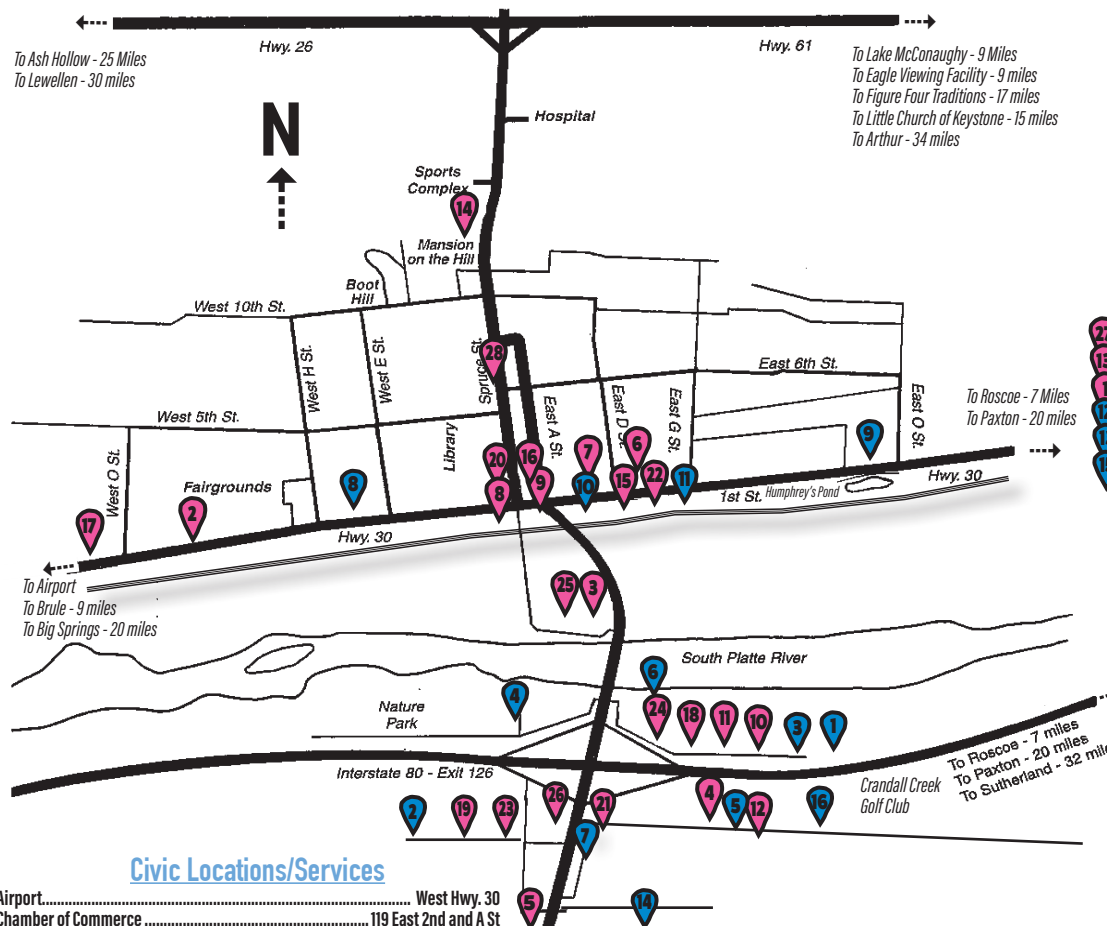 Hwy. 26
Hwy. 61
To Ash Hollow - 25 Miles
To Lewellen - 30 miles
To Lake McConaughy - 9 Miles
To Eagle Viewing Facility - 9 miles
To Figure Four Traditions - 17 miles
To Little Church of Keystone - 15 miles
To Arthur - 34 miles
N
Hospital
Sports
Complex
14
Mansion
on the Hill
Boot
Hill
West 10th St.
West H St.
West E St.
Spruce St.
28
East 6th St.
West 5th St.
Library
East A St.
East D St.
East G St.
East O St.
West O St.
To Roscoe - 7 Miles
To Paxton - 20 miles
Fairgrounds
17
2
8
20
8
16
9
7
10
6
15
22
11
9
1st St.
Humphrey's Pond
Hwy. 30
Hwy. 30
To Airport
To Brule - 9 miles
To Big Springs - 20 miles
25
3
South Platte River
Nature
Park
4
6
24
18
11
10
3
1
Interstate 80 - Exit 126
To Roscoe - 7 miles
To Paxton - 20 miles
To Sutherland - 32 mile
Crandall Creek
Golf Club
2
19
23
26
21
7
4
5
12
16
5
14
Civic Locations/Services
Airport West Hwy. 30
Chamber of Commerce 119 East 2nd and A St